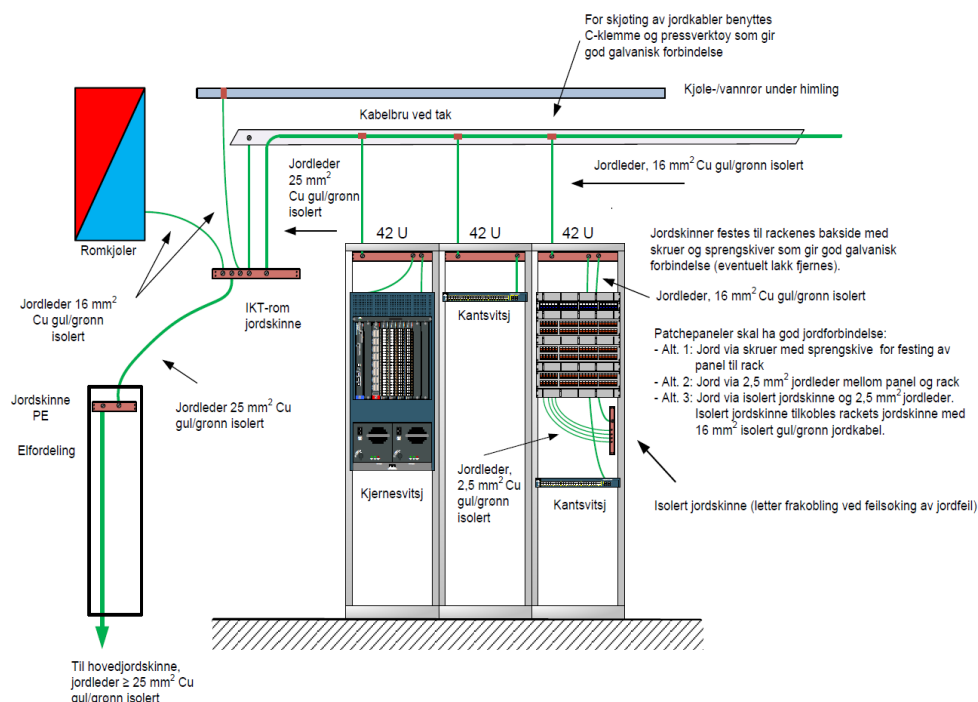 For skjøting av jordkabler benyttes
C-klemme og pressverktøy som gir
god galvanisk forbindelse
Kjøle-/vannrør under himling
Kabelbru ved tak
Jordleder
25 mm²
Cu gul/grønn
isolert
Jordleder, 16 mm² Cu gul/grønn
isolert
Romkjøler
42 U
42 U
42 U
Jordskinner festes til rackenes bakside med
skruer og sprengskiver som gir god galvanisk
forbindelse (eventuelt lakk fjernes).
Jordleder 16 mm²
Cu gul/grønn
isolert
IKT-rom
jordskinne
Jordleder, 16 mm² Cu gul/grønn isolert
Kantsvitsj
Patchepaneler skal ha god jordforbindelse:
- Alt. 1: Jord via skruer med sprengskive for festing av
panel til rack
- Alt. 2: Jord via 2,5 mm² jordleder mellom panel og rack
- Alt. 3: Jord via isolert jordskinne og 2,5 mm² jordleder.
Isolert jordskinne tilkobles rackets jordskinne med
16 mm² isolert gul/grønn jordkabel.
Jordskinne
PE
Elfordeling
Jordleder 25 mm² Cu
gul/grønn isolert
Jordleder,
2,5 mm² Cu
gul/grønn
isolert
Kjernesvitsj
Kantsvitsj
Isolert jordskinne (letter frakobling ved feilsøking av jordfeil)
Til hovedjordskinne,
jordleder ≥ 25 mm² Cu
gul/grønn isolert